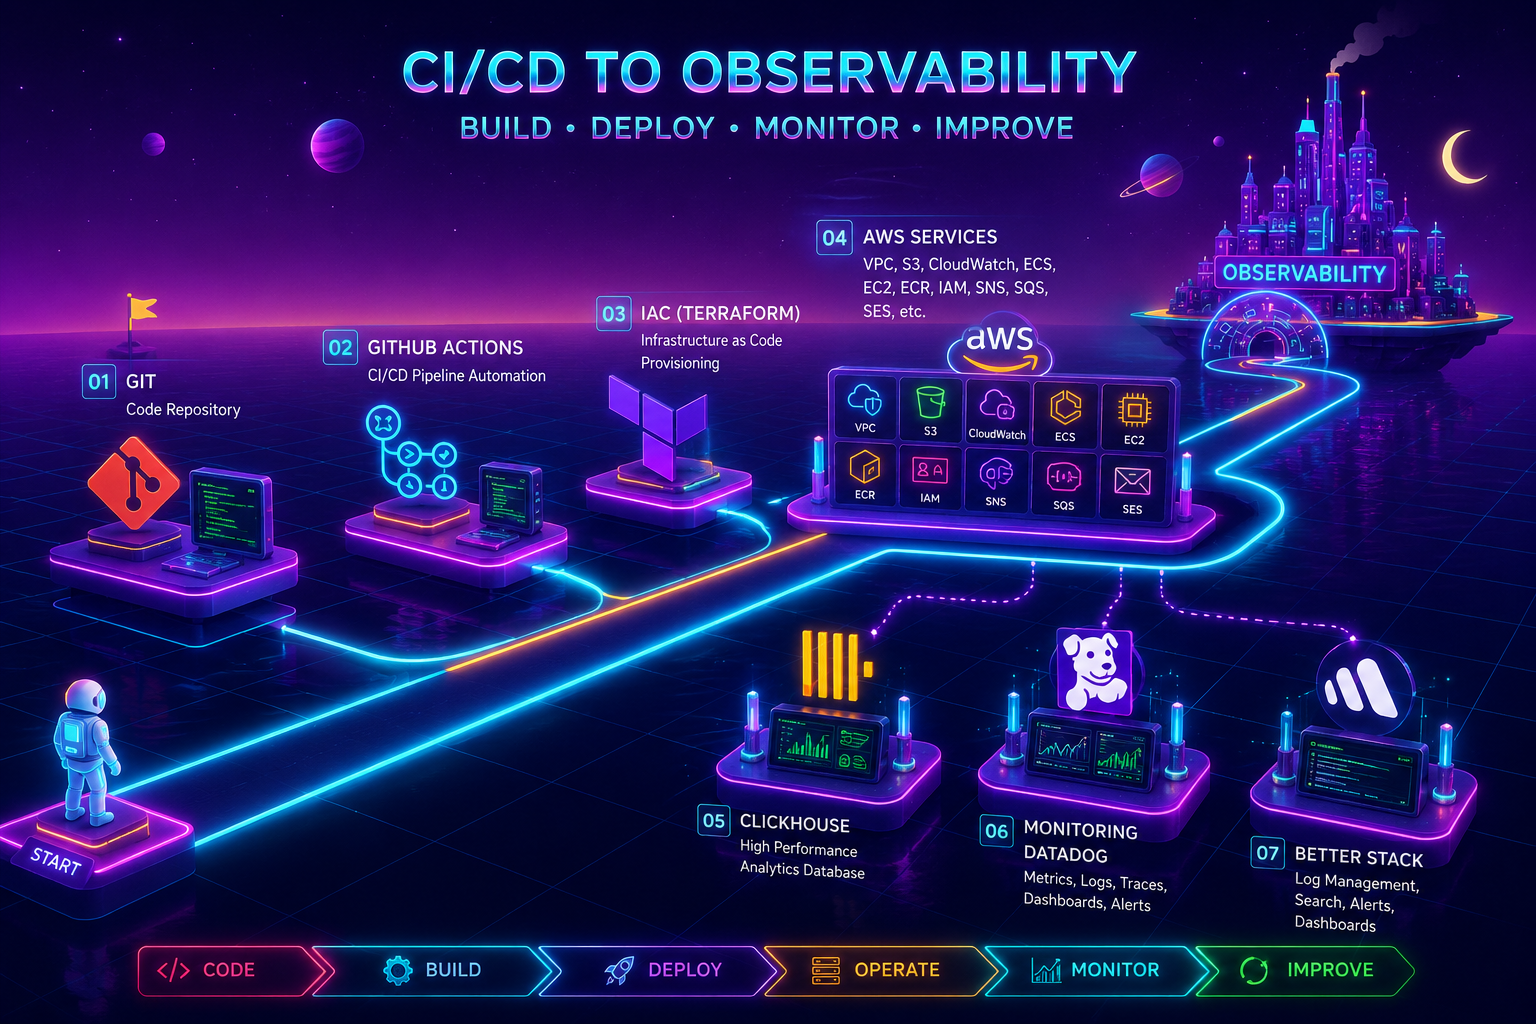 CI/CD TO OBSERVABILITY
BUILD • DEPLOY • MONITOR • IMPROVE
OBSERVABILITY
01 GIT
Code Repository
02 GITHUB ACTIONS
CI/CD Pipeline Automation
03 IAC (TERRAFORM)
Infrastructure as Code
Provisioning
04 AWS SERVICES
VPC, S3, CloudWatch, ECS,
EC2, ECR, IAM, SNS, SQS,
SES, etc.
aws
VPC
S3
CloudWatch
ECS
EC2
ECR
IAM
SNS
SQS
SES
START
05 CLICKHOUSE
High Performance
Analytics Database
06 MONITORING
DATADOG
Metrics, Logs, Traces,
Dashboards, Alerts
07 BETTER STACK
Log Management,
Search, Alerts,
Dashboards
</> CODE
BUILD
DEPLOY
OPERATE
MONITOR
IMPROVE